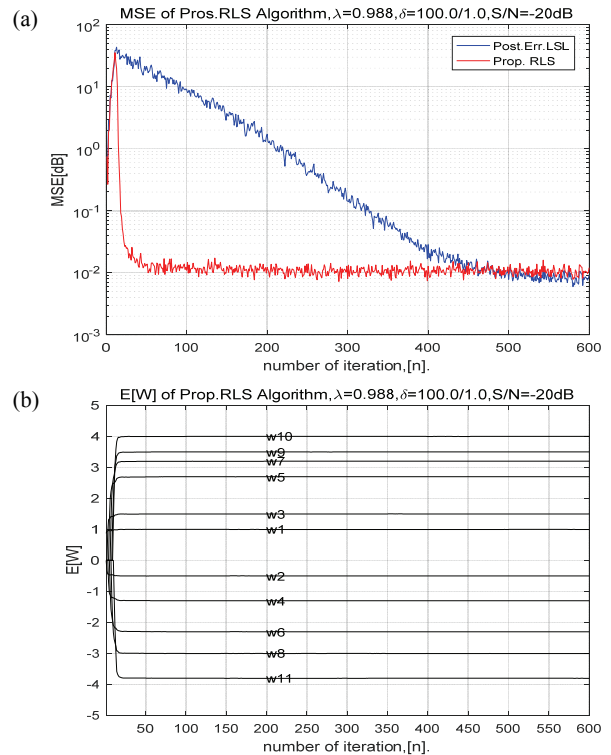 (a)
MSE of Pros.RLS Algorithm,λ=0.988,δ=100.0/1.0,S/N=-20dB
Post.Err.LSL
Prop. RLS
MSE[dB]
10^2
10^1
10^0
10^-1
10^-2
10^-3
0 100 200 300 400 500 600
number of iteration,[n].
(b)
E[W] of Prop.RLS Algorithm,λ=0.988,δ=100.0/1.0,S/N=-20dB
E[W]
5
4
3
2
1
0
-1
-2
-3
-4
-5
w10
w9
w7
w5
w3
w1
w2
w4
w6
w8
w11
50 100 150 200 250 300 350 400 450 500 550 600
number of iteration,[n].